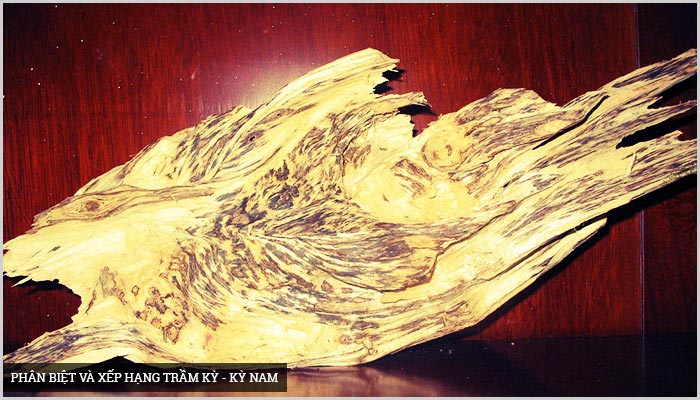 PHÂN BIỆT VÀ XẾP HẠNG TRẦM KỲ - KỲ NAM